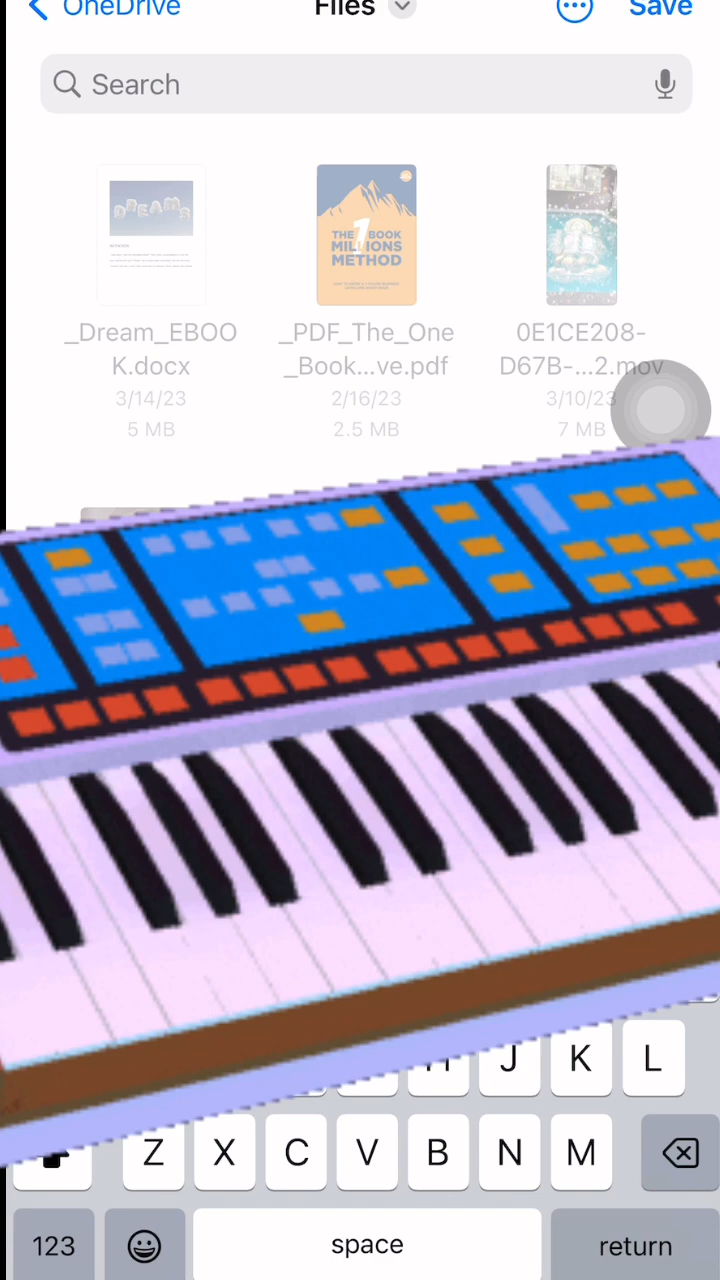 OneDrive
Files
Save
Search
DREAMS
THE 1 BOOK
MILLIONS
METHOD
_Dream_EBOO
K.docx
3/14/23
5 MB
_PDF_The_One
_Book...ve.pdf
2/16/23
2.5 MB
0E1CE208-
D67B-...2.mov
3/10/23
7 MB
H J K L
Z X C V B N M
123
space
return